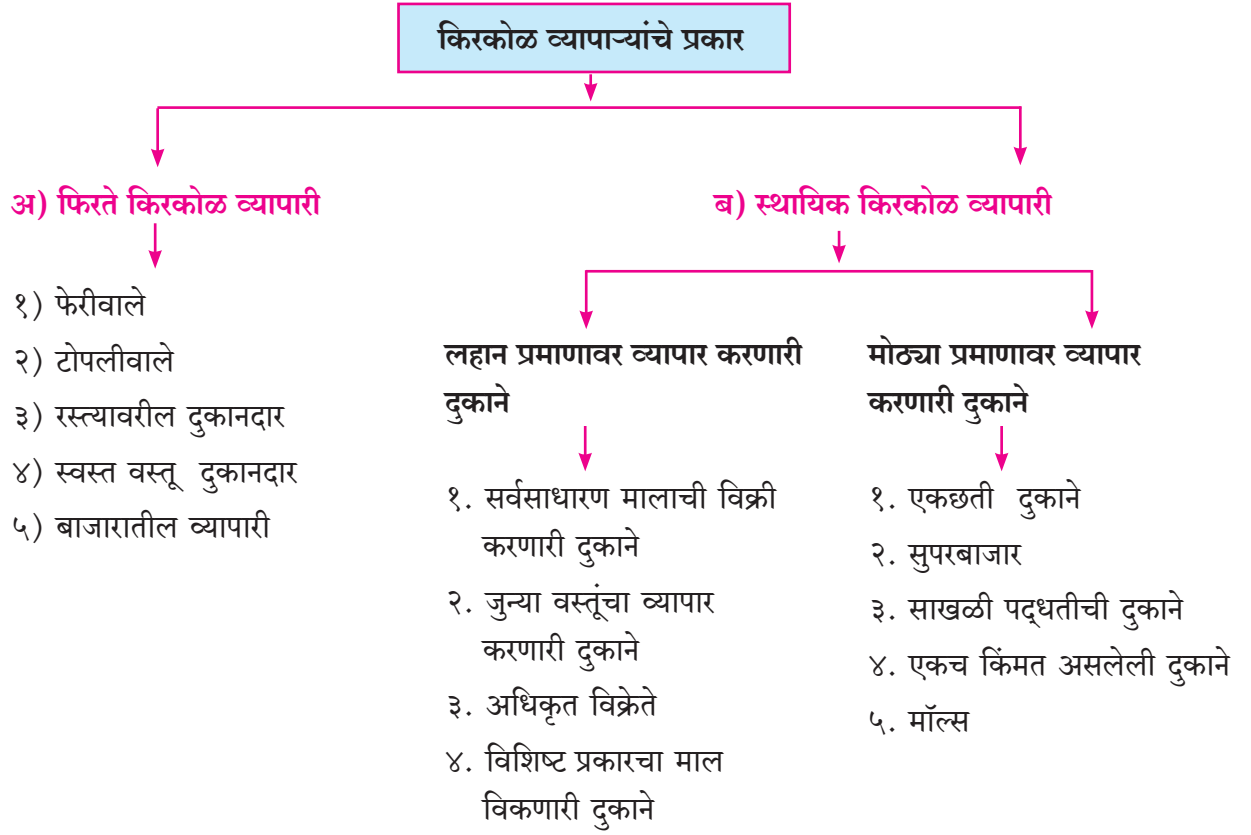 किरकोळ व्यापाऱ्यांचे प्रकार
अ) फिरते किरकोळ व्यापारी
१) फेरीवाले
२) टोपलीवाले
३) रस्त्यावरील दुकानदार
४) स्वस्त वस्तू दुकानदार
५) बाजारातील व्यापारी
ब) स्थायिक किरकोळ व्यापारी
लहान प्रमाणावर व्यापार करणारी
दुकाने
१. सर्वसाधारण मालाची विक्री
करणारी दुकाने
२. जुन्या वस्तूंचा व्यापार
करणारी दुकाने
३. अधिकृत विक्रेते
४. विशिष्ट प्रकारचा माल
विकणारी दुकाने
मोठ्या प्रमाणावर व्यापार
करणारी दुकाने
१. एकछती दुकाने
२. सुपरबाजार
३. साखळी पद्धतीची दुकाने
४. एकच किंमत असलेली दुकाने
५. मॉल्स